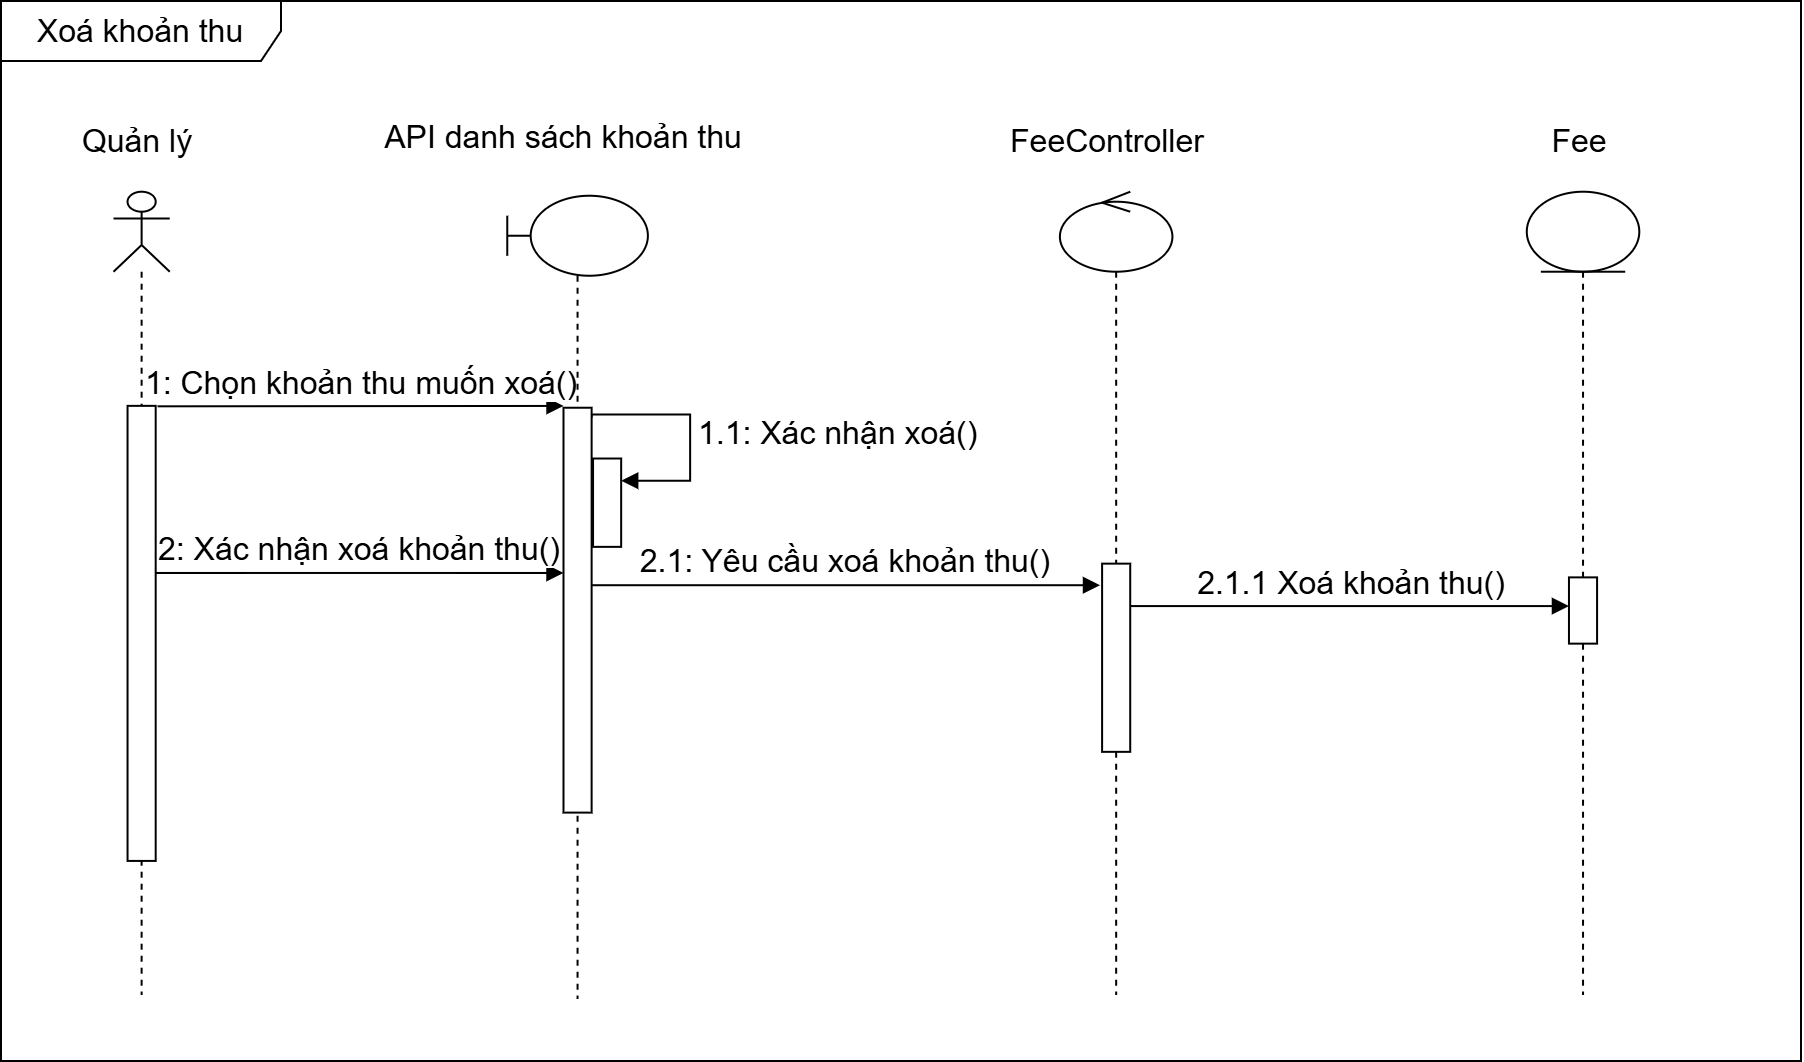 Xoá khoản thu
Quản lý
API danh sách khoản thu
FeeController
Fee
1: Chọn khoản thu muốn xoá()
1.1: Xác nhận xoá()
2: Xác nhận xoá khoản thu()
2.1: Yêu cầu xoá khoản thu()
2.1.1 Xoá khoản thu()